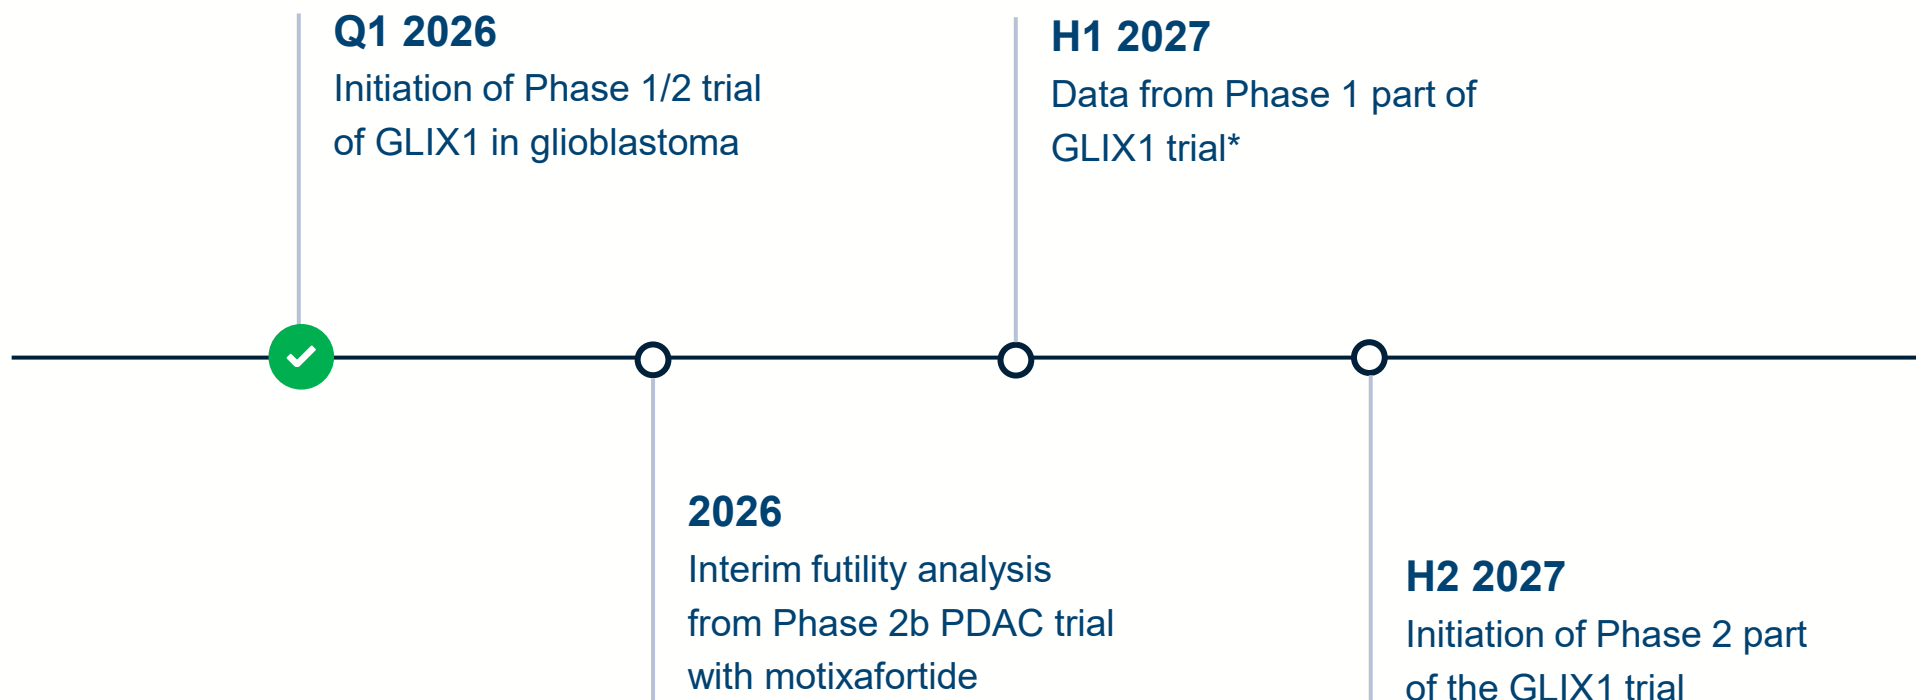 Q1 2026
Initiation of Phase 1/2 trial
of GLIX1 in glioblastoma
H1 2027
Data from Phase 1 part of
GLIX1 trial*
2026
Interim futility analysis
from Phase 2b PDAC trial
with motixafortide
H2 2027
Initiation of Phase 2 part
of the GLIX1 trial